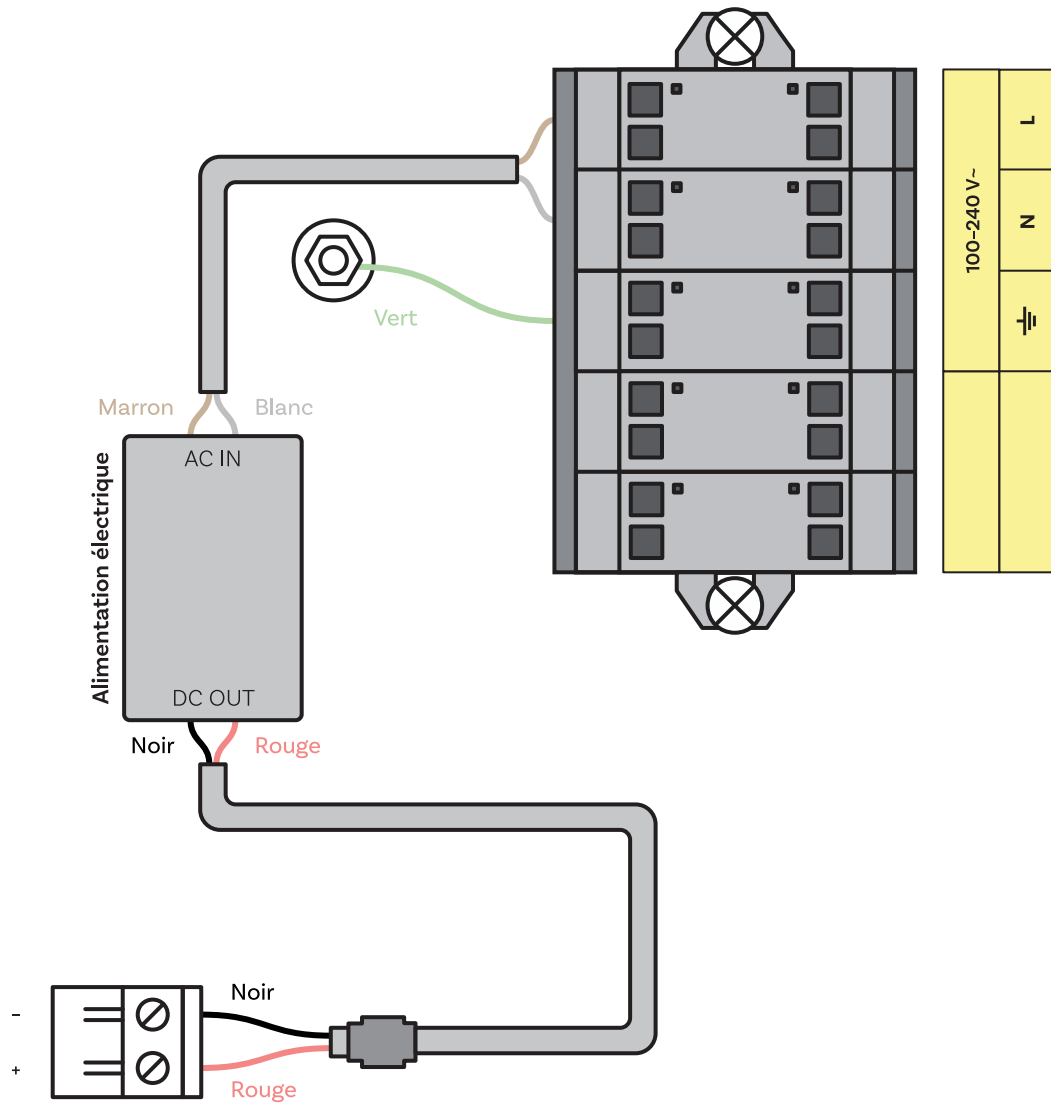 L
100–240 V~
N
Vert
Marron
Blanc
AC IN
Alimentation électrique
DC OUT
Noir
Rouge
Noir
–
+
Rouge